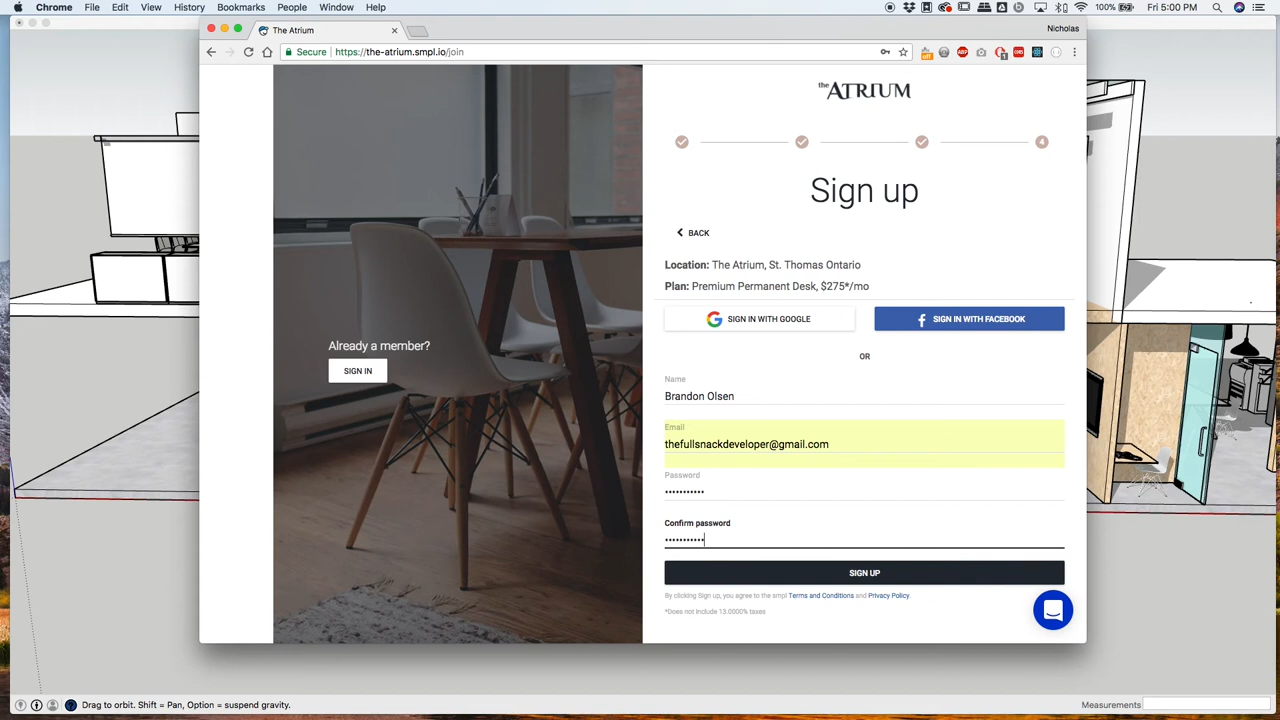 Chrome File Edit View History Bookmarks People Window Help 100% Fri 5:00 PM
The Atrium Nicholas
Secure https://the-atrium.smpl.io/join
the ATRIUM
4
Sign up
BACK
Location: The Atrium, St. Thomas Ontario
Plan: Premium Permanent Desk, $275*/mo
SIGN IN WITH GOOGLE SIGN IN WITH FACEBOOK
OR
Already a member?
SIGN IN
Name
Brandon Olsen
Email
thefullsnackdeveloper@gmail.com
Password
•••••••••••
Confirm password
•••••••••••
SIGN UP
By clicking Sign up, you agree to the smpl Terms and Conditions and Privacy Policy.
*Does not include 13.0000% taxes
Drag to orbit. Shift = Pan, Option = suspend gravity. Measurements